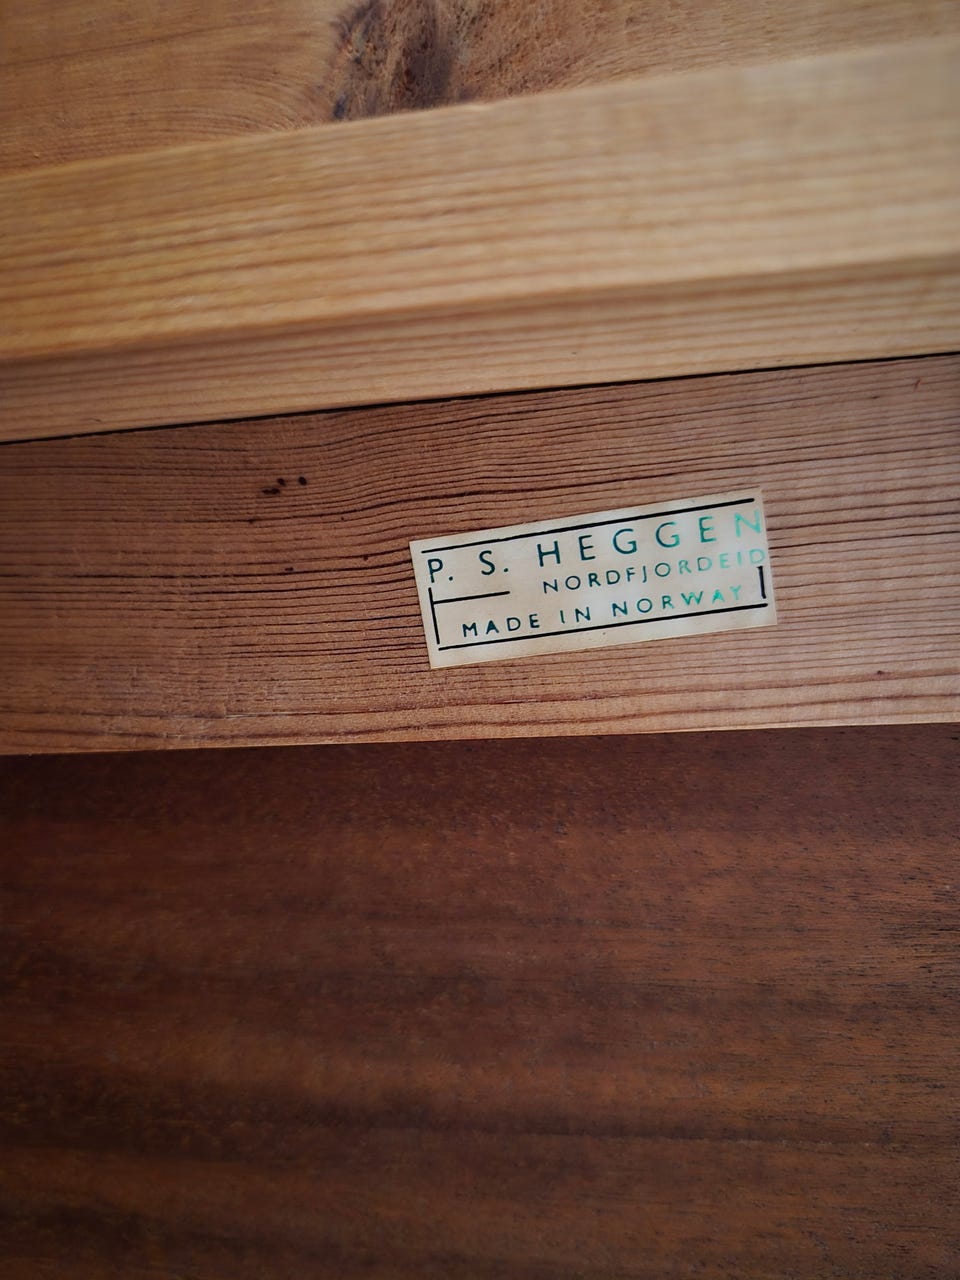 P. S. HEGGEN
NORDFJORDEID
MADE IN NORWAY